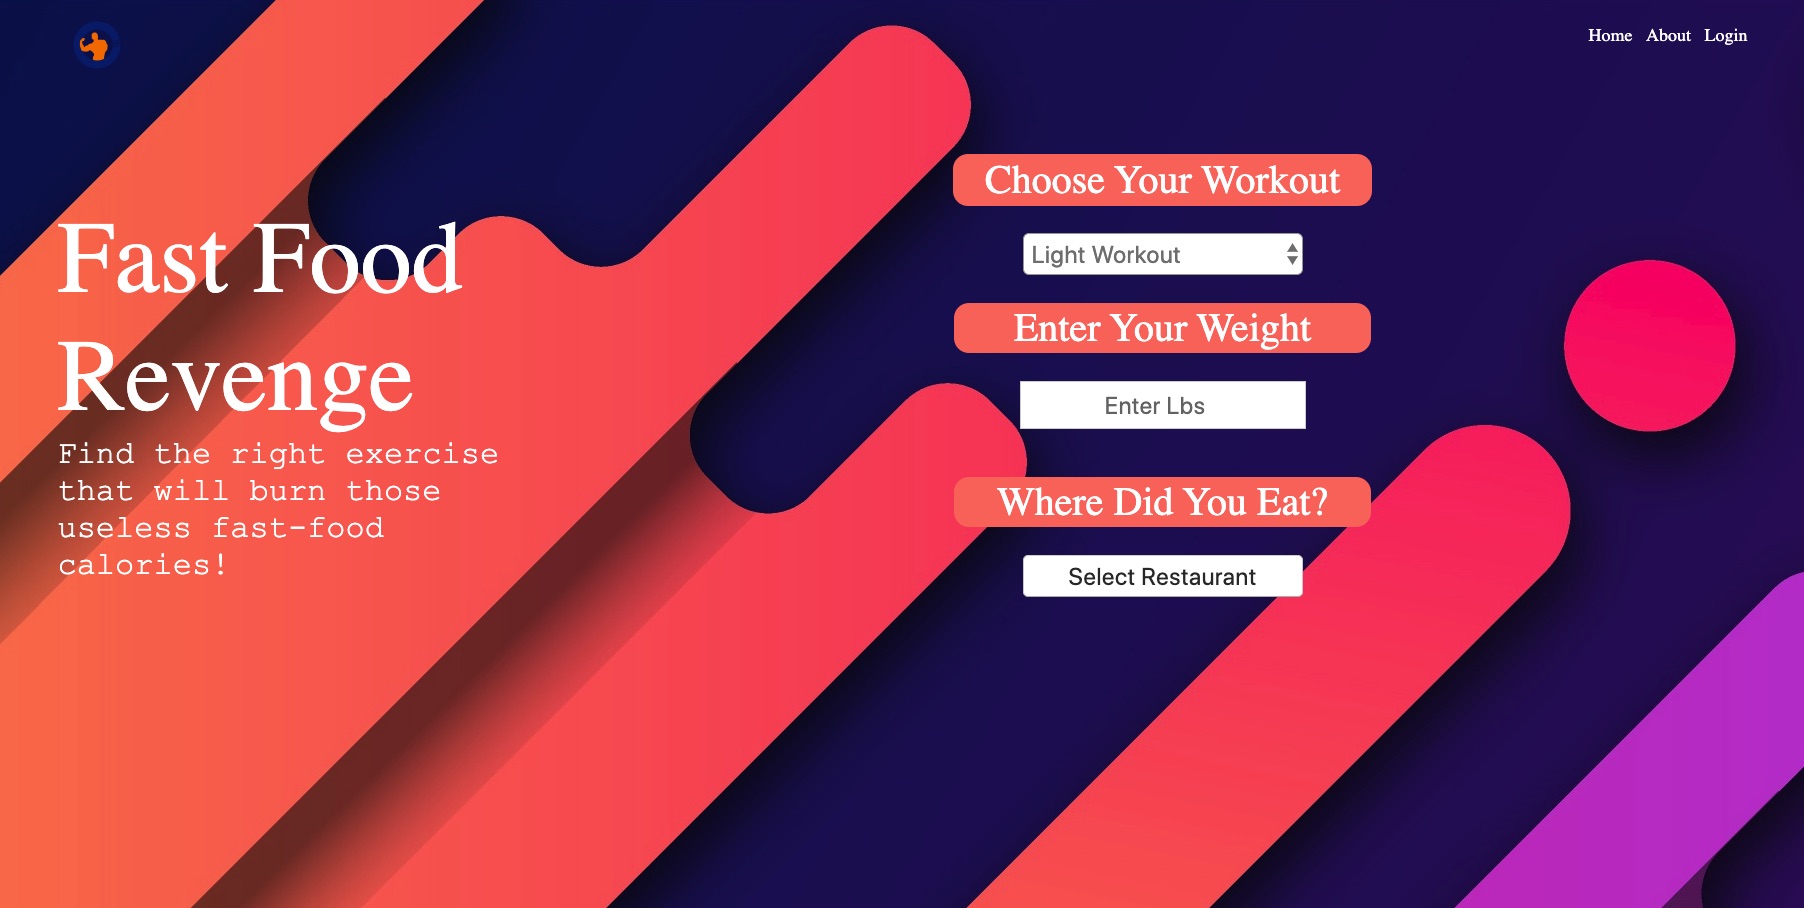 Home About Login
Fast Food
Revenge
Find the right exercise
that will burn those
useless fast-food
calories!
Choose Your Workout
Light Workout
Enter Your Weight
Enter Lbs
Where Did You Eat?
Select Restaurant